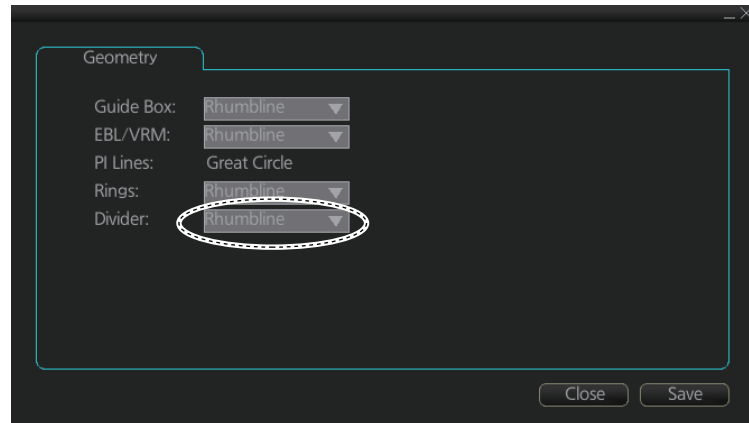 Geometry
Guide Box: Rhumbline
EBL/VRM: Rhumbline
PI Lines: Great Circle
Rings: Rhumbline
Divider: Rhumbline
Close Save